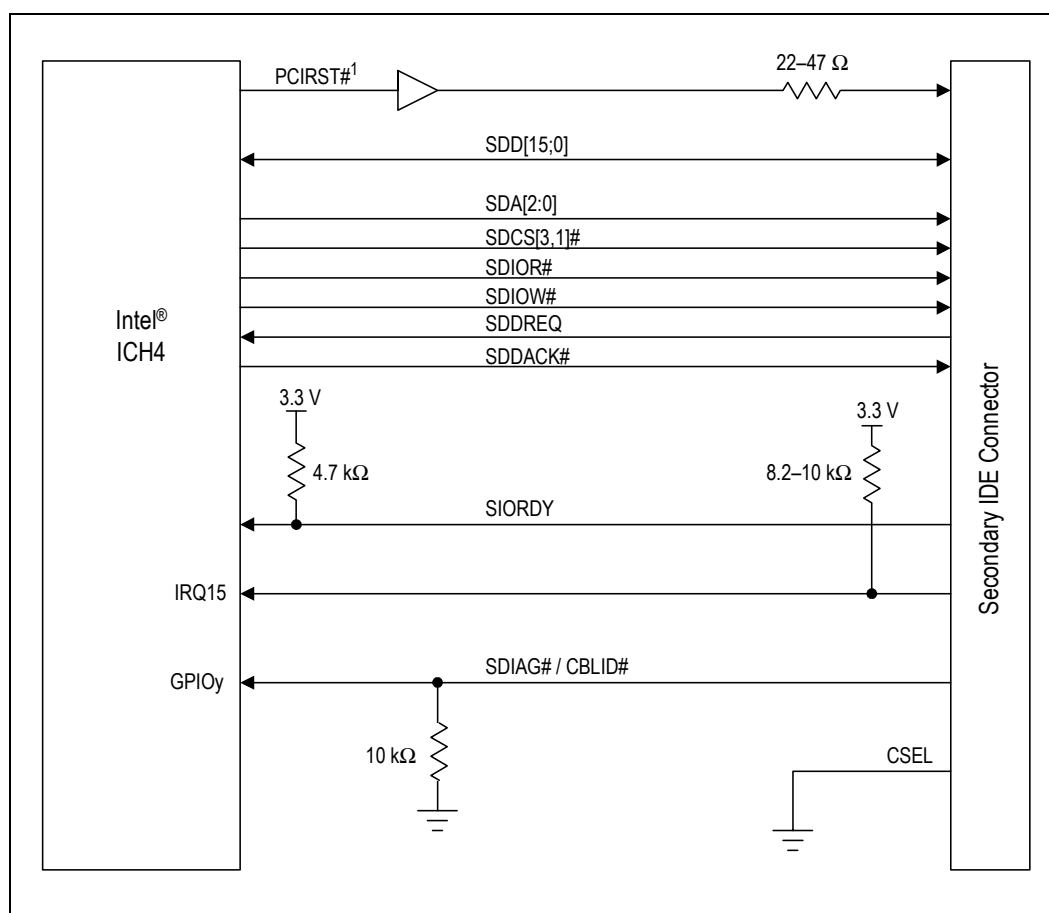 PCIRST#1
22–47 Ω
SDD[15;0]
SDA[2:0]
SDCS[3,1]#
SDIOR#
SDIOW#
SDDREQ
SDDACK#
Intel®
ICH4
3.3 V
3.3 V
4.7 kΩ
8.2–10 kΩ
SIORDY
IRQ15
SDIAG# / CBLID#
GPIOy
10 kΩ
CSEL
Secondary IDE Connector